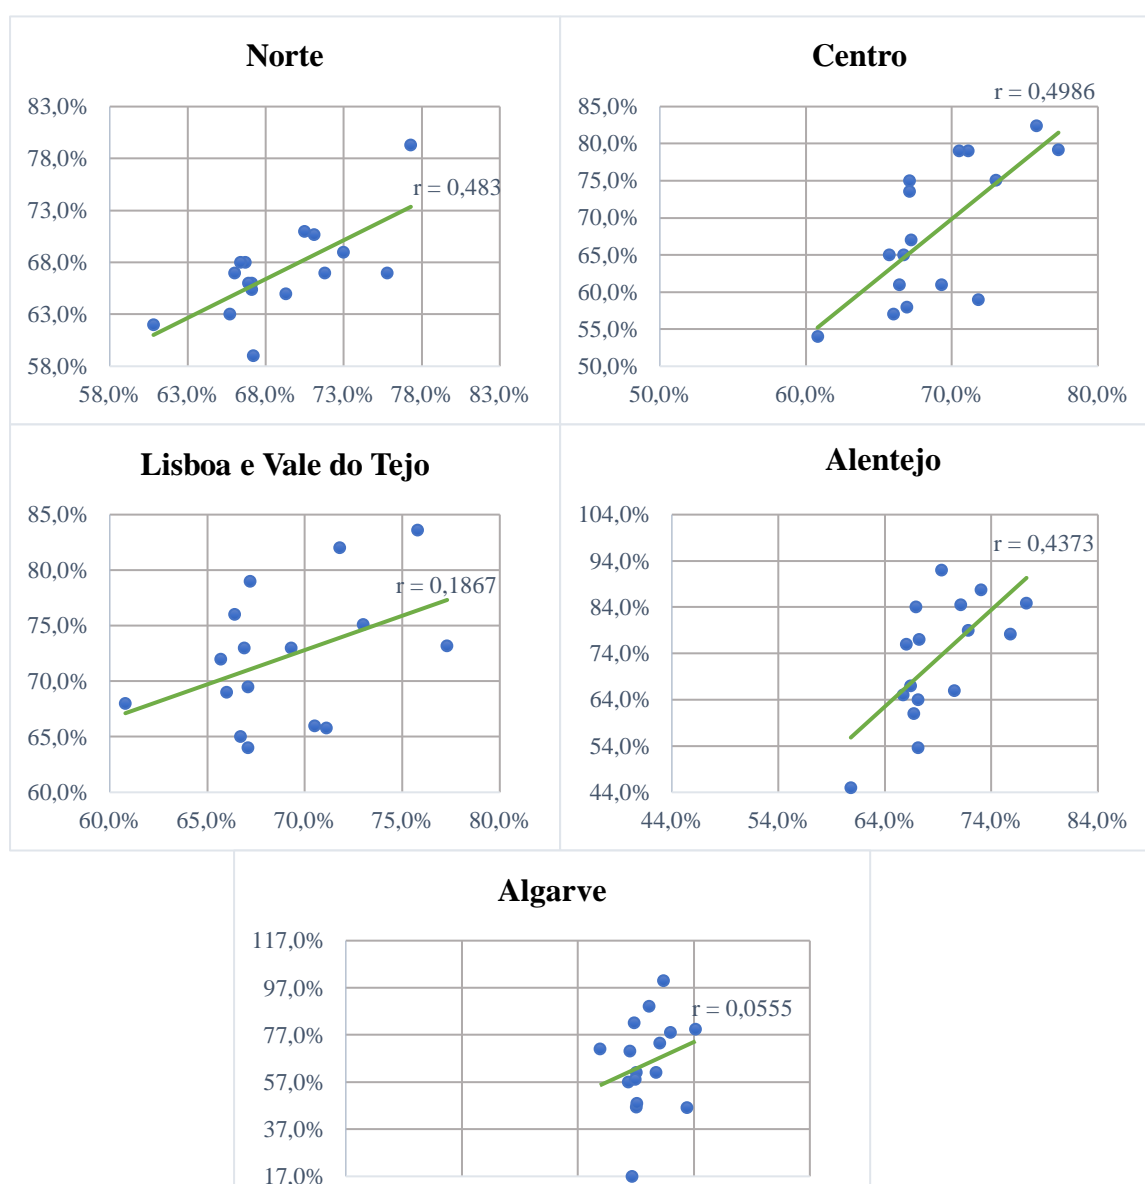 Norte
83,0%
78,0%
r = 0,483
73,0%
68,0%
63,0%
58,0%
58,0% 63,0% 68,0% 73,0% 78,0% 83,0%
Centro
r = 0,4986
85,0%
80,0%
75,0%
70,0%
65,0%
60,0%
55,0%
50,0%
50,0% 60,0% 70,0% 80,0%
Lisboa e Vale do Tejo
85,0%
80,0%
r = 0,1867
75,0%
70,0%
65,0%
60,0%
60,0% 65,0% 70,0% 75,0% 80,0%
Alentejo
104,0%
r = 0,4373
94,0%
84,0%
74,0%
64,0%
54,0%
44,0%
44,0% 54,0% 64,0% 74,0% 84,0%
Algarve
117,0%
97,0%
r = 0,0555
77,0%
57,0%
37,0%
17,0%